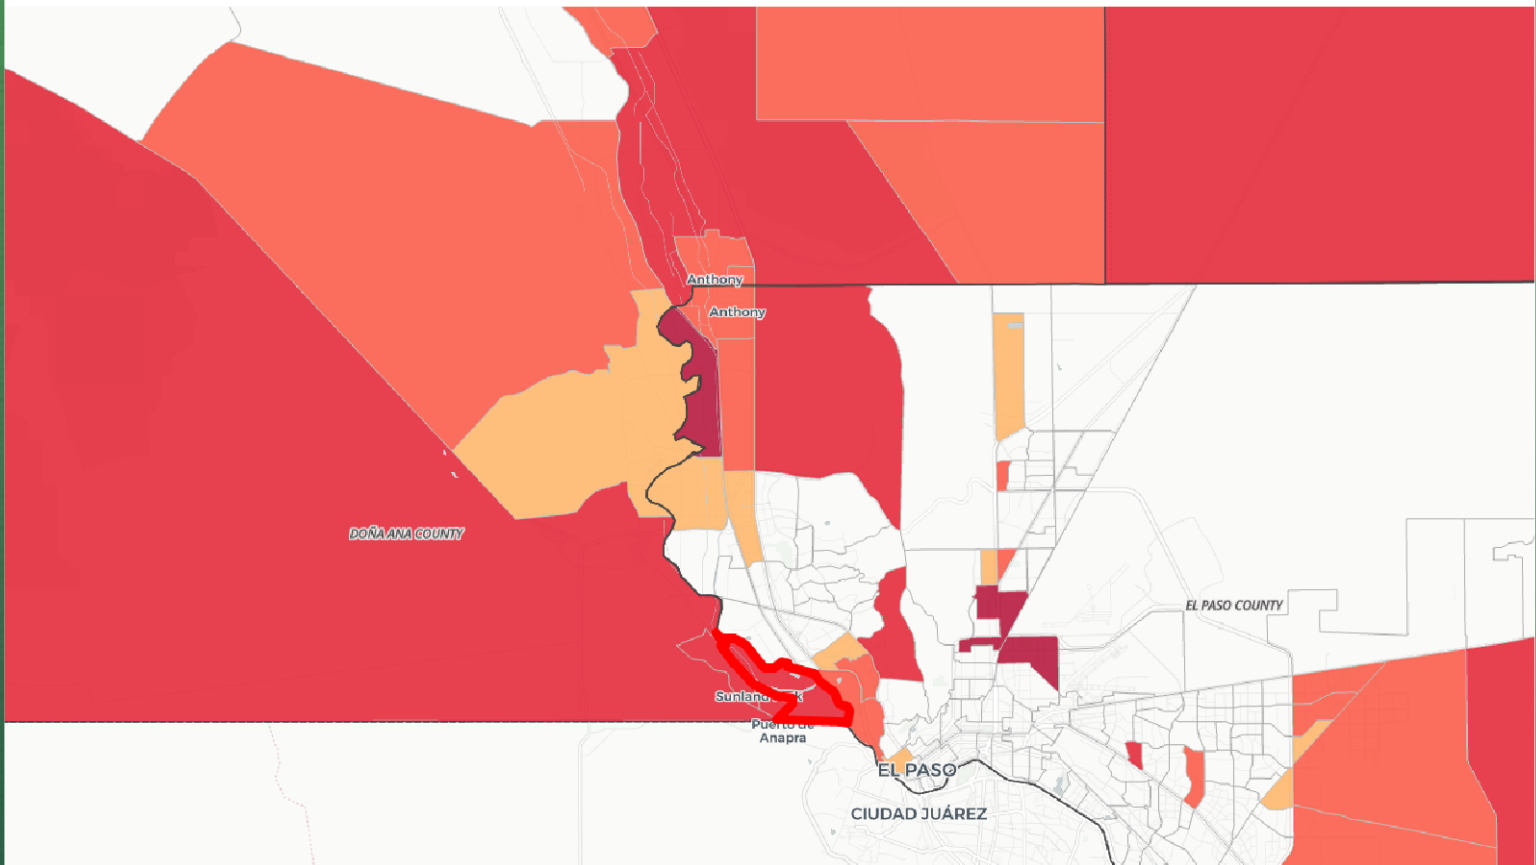 Anthony
Anthony
DOÑA ANA COUNTY
EL PASO COUNTY
Puerto de
Anapra
EL PASO
CIUDAD JUÁREZ